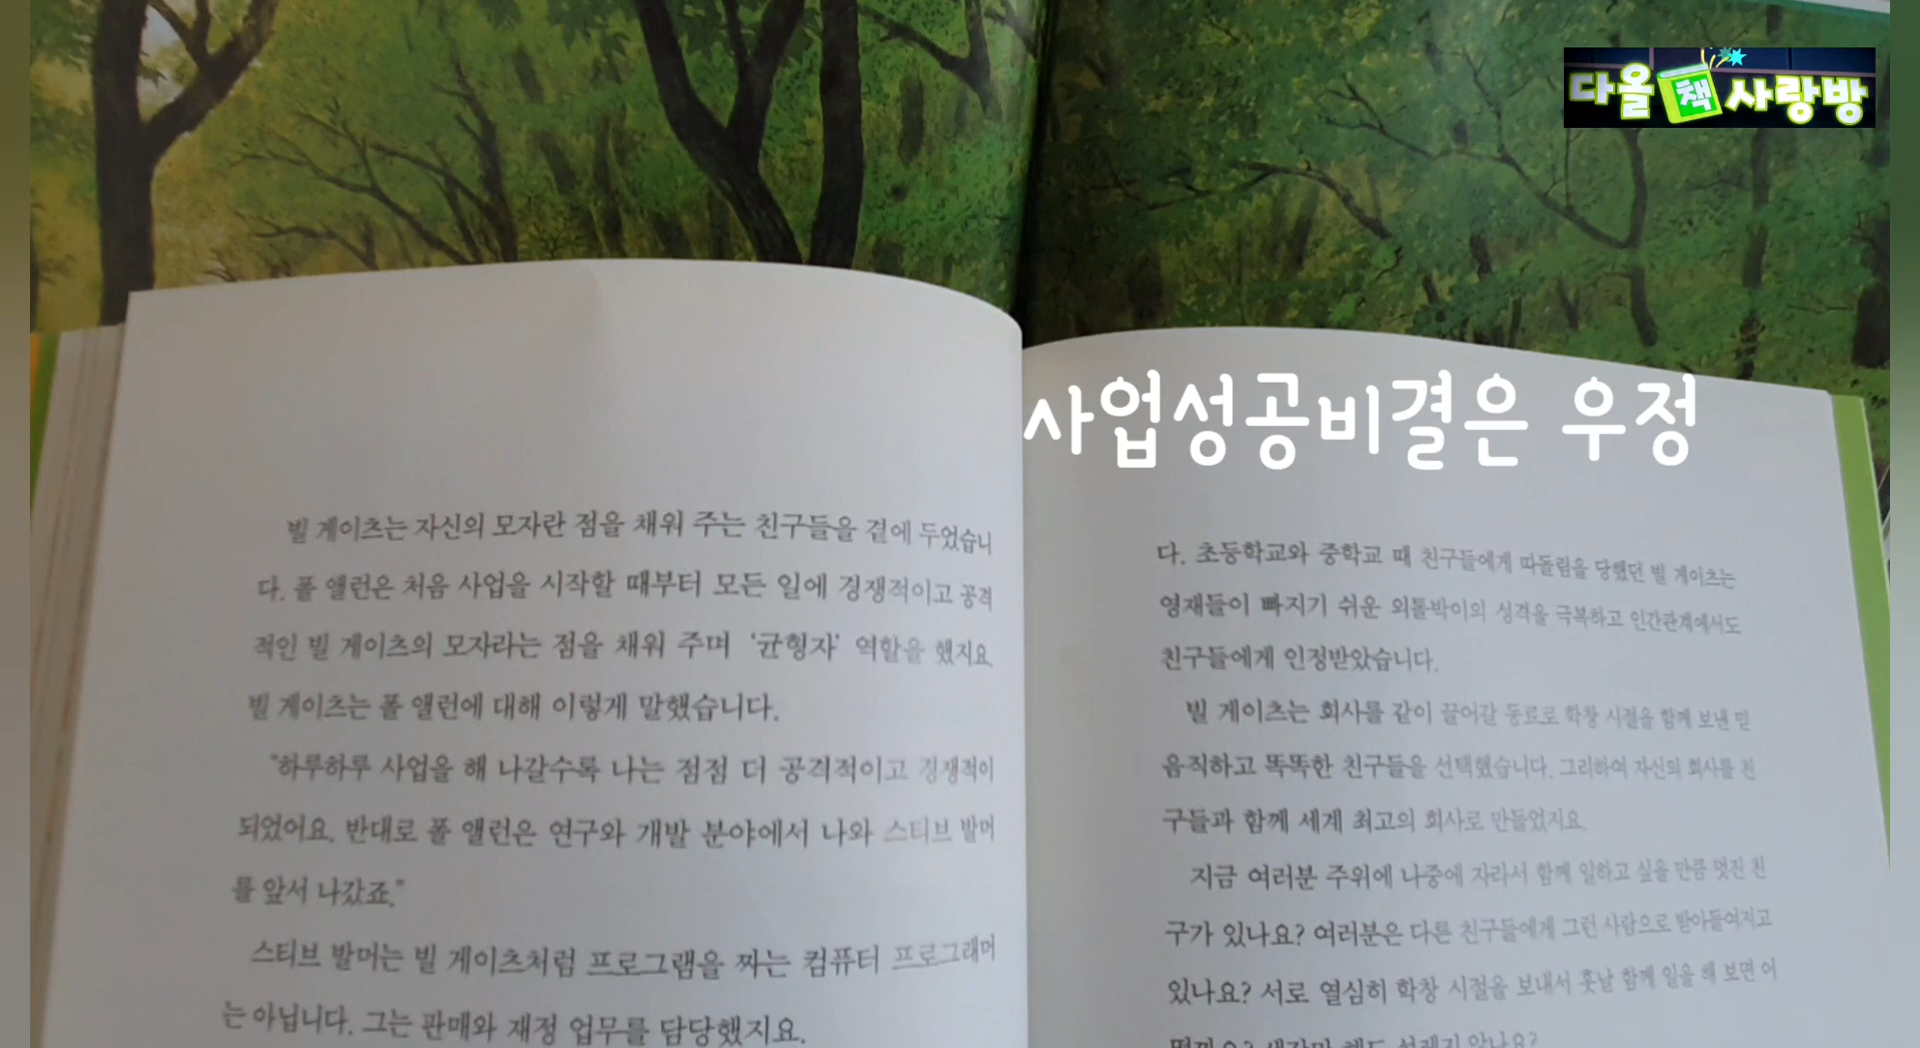 다올 책 사랑방
사업성공비결은 우정
빌 게이츠는 자신의 모자란 점을 채워 주는 친구들을 곁에 두었습니
다. 폴 앨런은 처음 사업을 시작할 때부터 모든 일에 경쟁적이고 공격
적인 빌 게이츠의 모자라는 점을 채워 주며 '균형자' 역할을 했지요.
빌 게이츠는 폴 앨런에 대해 이렇게 말했습니다.
"하루하루 사업을 해 나갈수록 나는 점점 더 공격적이고 경쟁적이
되었어요. 반대로 폴 앨런은 연구와 개발 분야에서 나와 스티브 발머
를 앞서 나갔죠."
스티브 발머는 빌 게이츠처럼 프로그램을 짜는 컴퓨터 프로그래머
는 아닙니다. 그는 판매와 재정 업무를 담당했지요.
다. 초등학교와 중학교 때 친구들에게 따돌림을 당했던 빌 게이츠는
영재들이 빠지기 쉬운 외톨박이의 성격을 극복하고 인간관계에서도
친구들에게 인정받았습니다.
빌 게이츠는 회사를 같이 끌어갈 동료로 학창 시절을 함께 보낸 믿
음직하고 똑똑한 친구들을 선택했습니다. 그리하여 자신의 회사를 친
구들과 함께 세계 최고의 회사로 만들었지요.
지금 여러분 주위에 나중에 자라서 함께 일하고 싶을 만큼 멋진 친
구가 있나요? 여러분은 다른 친구들에게 그런 사람으로 받아들여지고
있나요? 서로 열심히 학창 시절을 보내서 훗날 함께 일을 해 보면 어
떨까요? 생각만 해도 설레지 않나요?